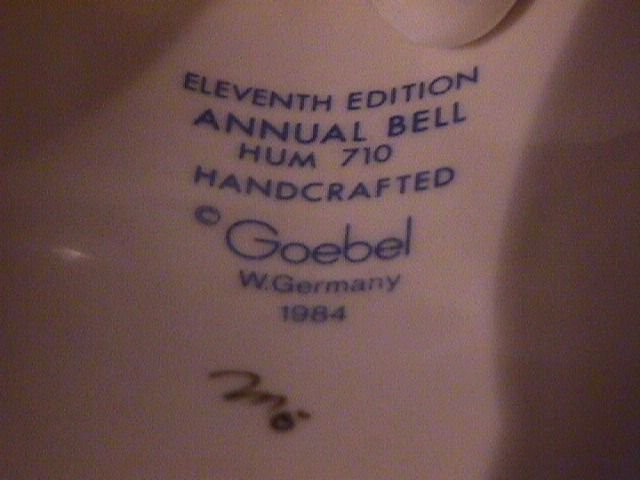 ELEVENTH EDITION
ANNUAL BELL
HUM 710
HANDCRAFTED
© Goebel
W.Germany
1984